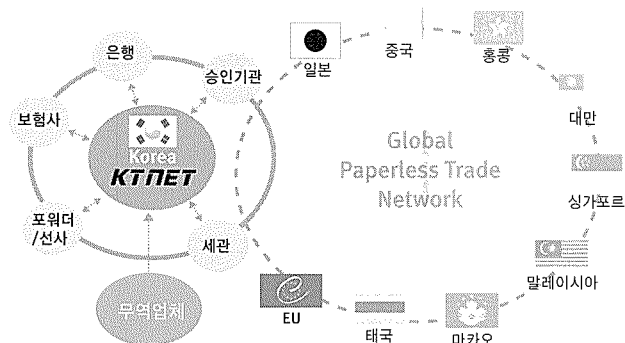 은행
승인기관
보험사
Korea
KTNET
포워더
/선사
세관
무역업체
일본
중국
홍콩
대만
싱가포르
말레이시아
마카오
태국
EU
Global
Paperless Trade
Network